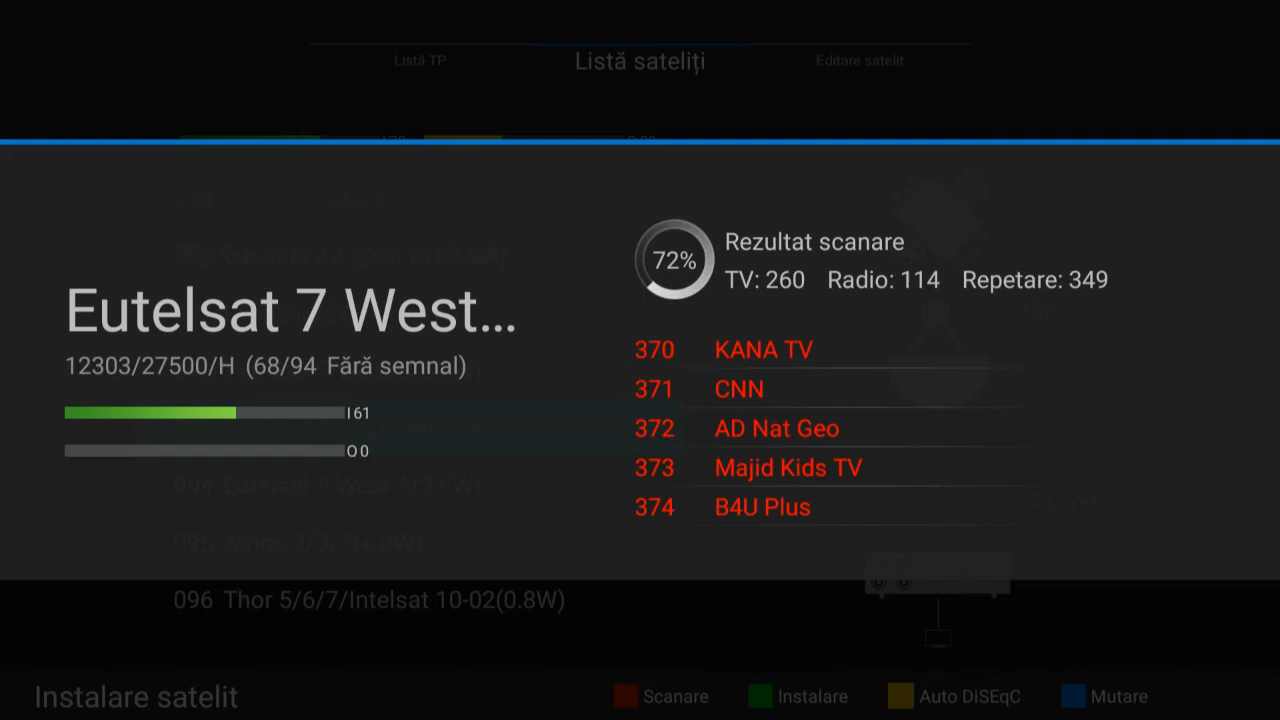 Listă TP
Listă sateliți
Editare satelit
Eutelsat 7 West...
12303/27500/H (68/94 Fără semnal)
I 61
O 0
72%
Rezultat scanare
TV: 260 Radio: 114 Repetare: 349
370 KANA TV
371 CNN
372 AD Nat Geo
373 Majid Kids TV
374 B4U Plus
096 Thor 5/6/7/Intelsat 10-02(0.8W)
Instalare satelit
Scanare
Instalare
Auto DiSEqC
Mutare